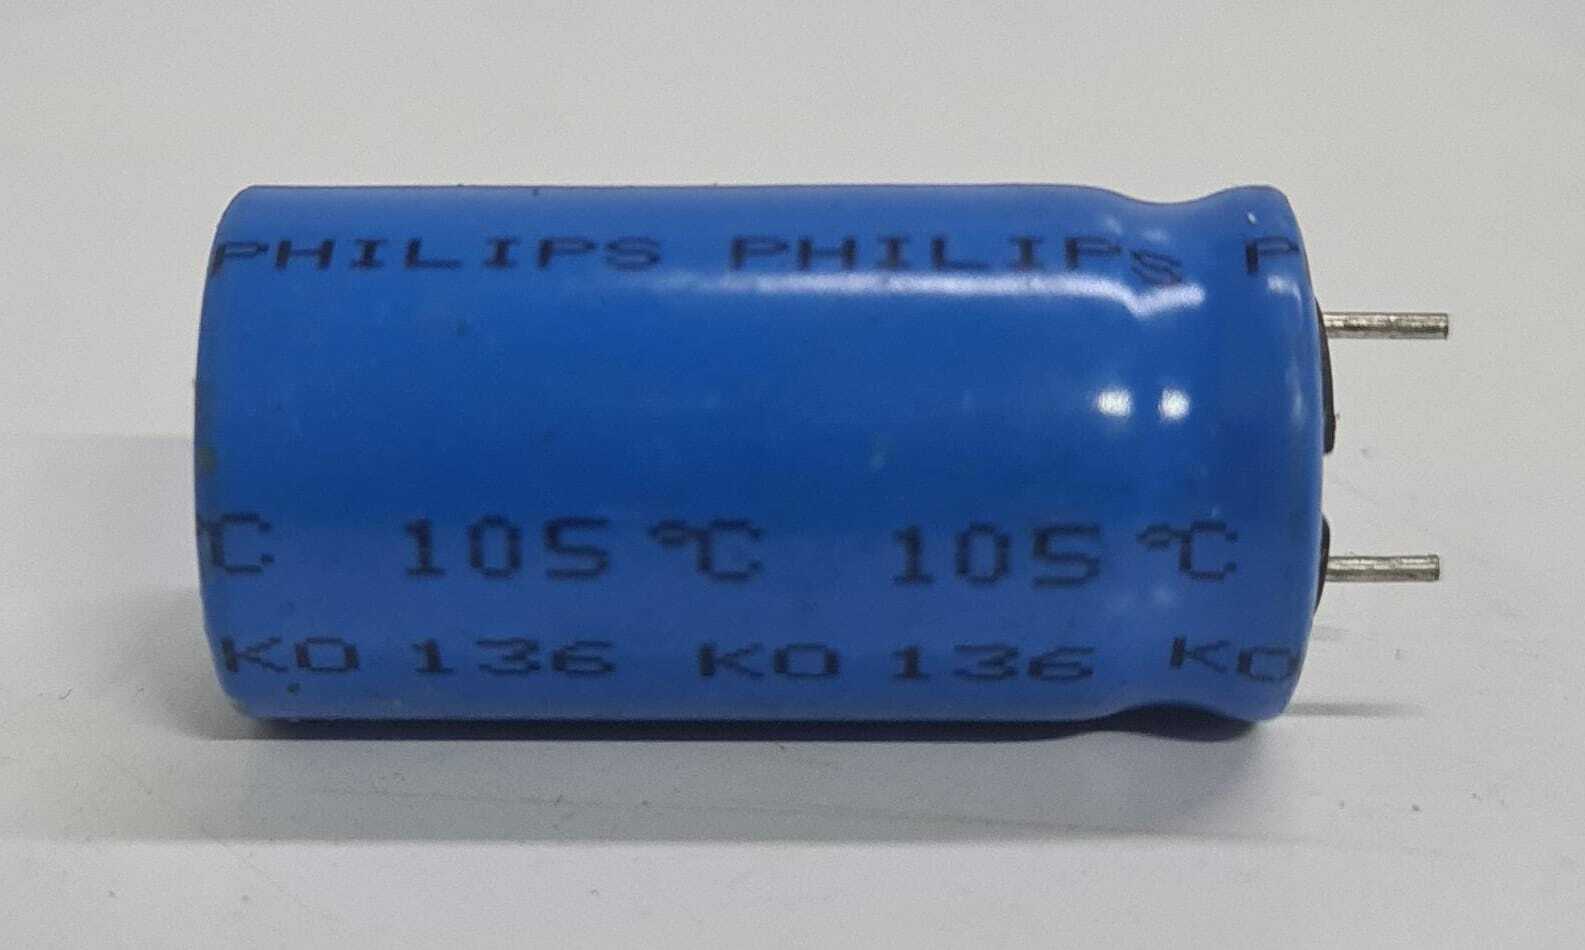 PHILIPS PHILIPS P
°C 105 °C 105 °C
KO 136 KO 136 KO